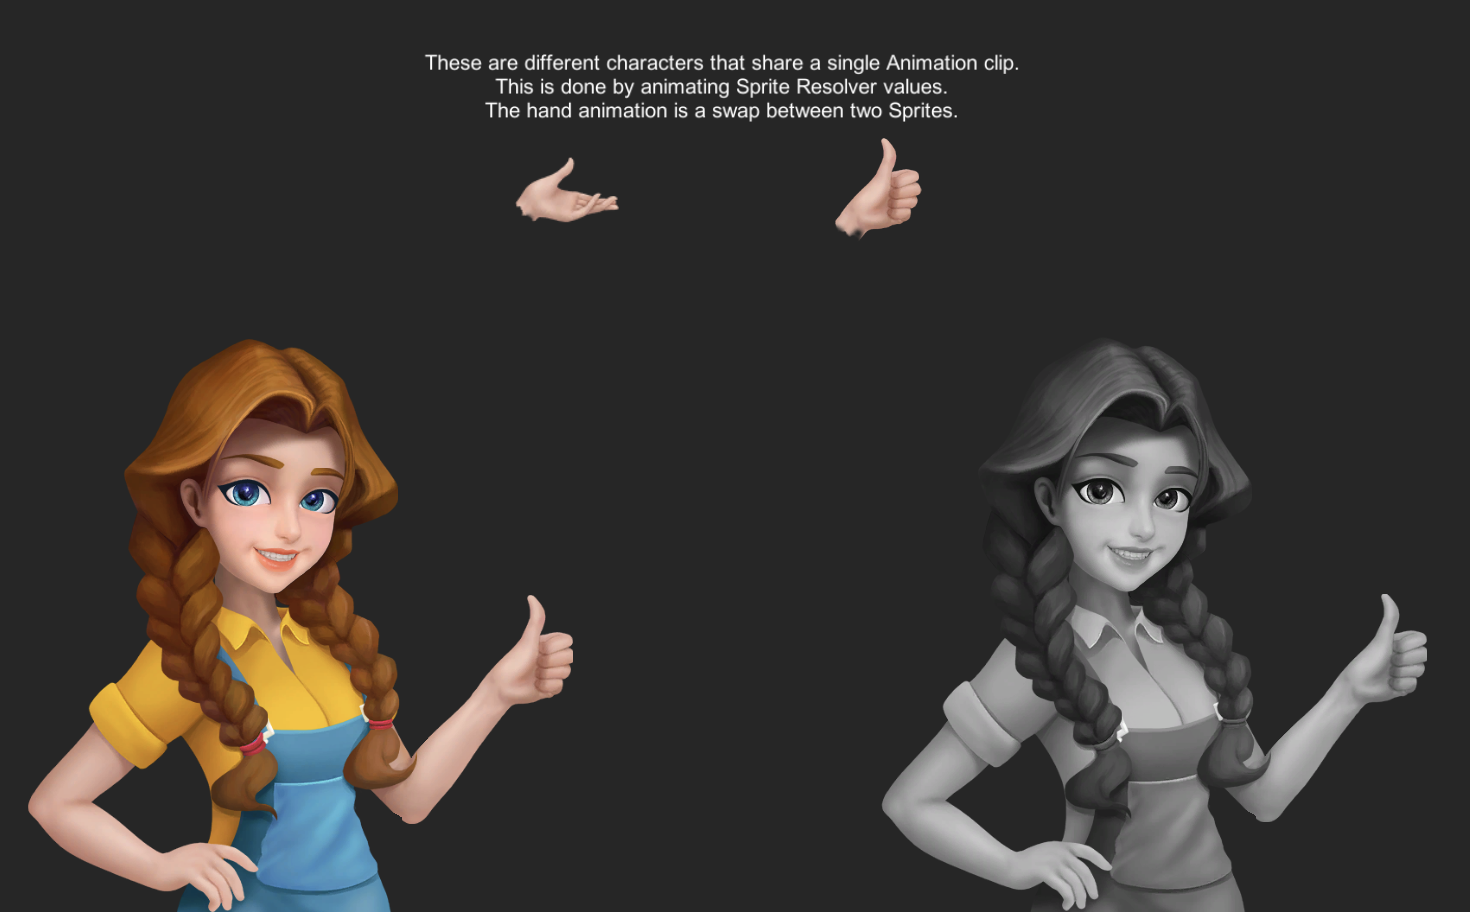 These are different characters that share a single Animation clip.
This is done by animating Sprite Resolver values.
The hand animation is a swap between two Sprites.